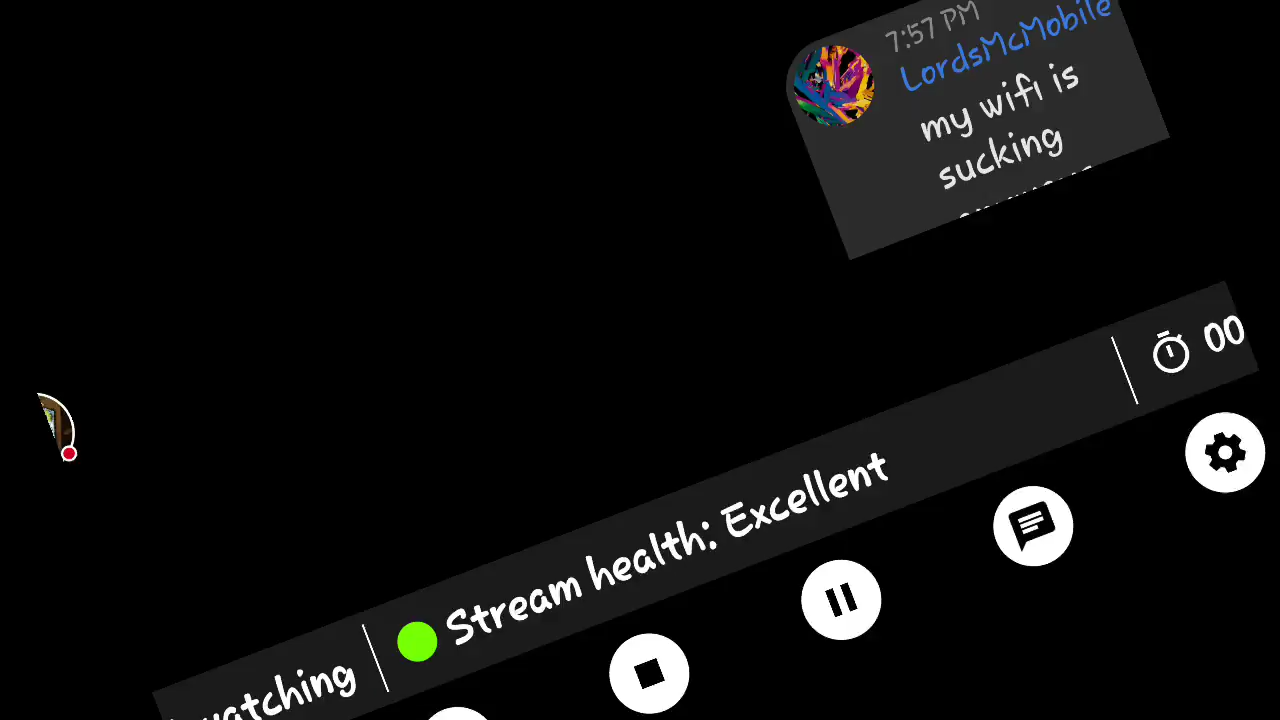 7:57 PM
LordsMcMobile
my wifi is
sucking
watching
Stream health: Excellent
00